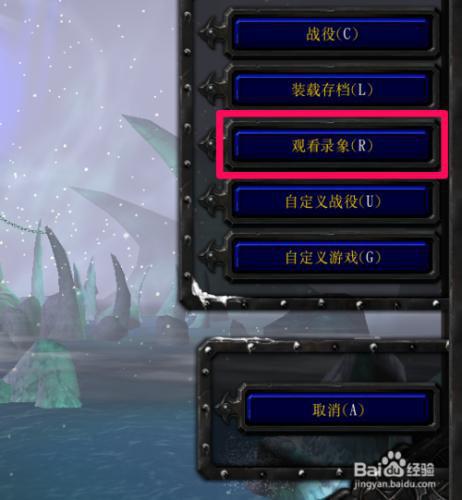 战役(C)
装载存档(L)
观看录象(R)
自定义战役(U)
自定义游戏(G)
取消(A)
Baidu经验
jingyan.baidu.com